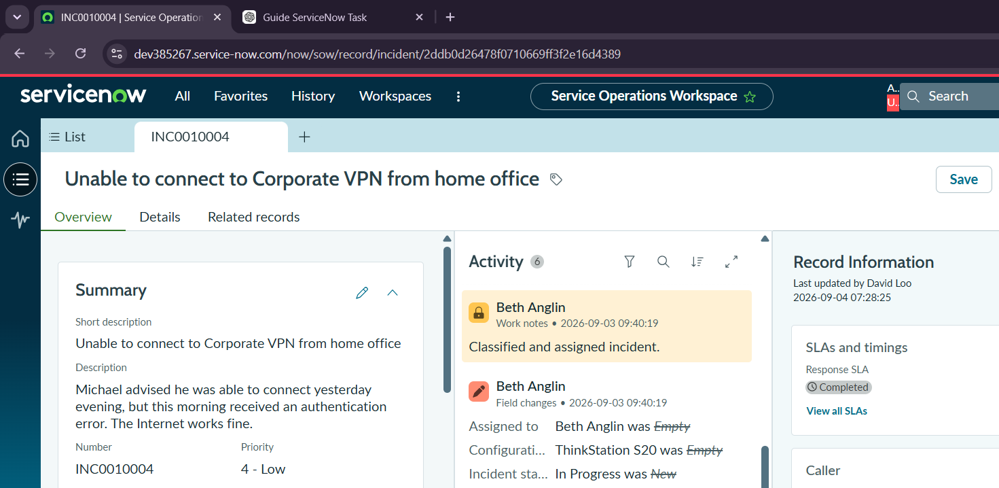 INC0010004 | Service Operation
Guide ServiceNow Task
dev385267.service-now.com/now/sow/record/incident/2ddb0d26478f0710669ff3f2e16d4389
servicenow
All
Favorites
History
Workspaces
Service Operations Workspace
A..
U..
Search
List
INC0010004
Unable to connect to Corporate VPN from home office
Save
Overview
Details
Related records
Summary
Short description
Unable to connect to Corporate VPN from home office
Description
Michael advised he was able to connect yesterday
evening, but this morning received an authentication
error. The Internet works fine.
Number
Priority
INC0010004
4 - Low
Activity 6
Beth Anglin
Work notes • 2026-09-03 09:40:19
Classified and assigned incident.
Beth Anglin
Field changes • 2026-09-03 09:40:19
Assigned to Beth Anglin was Empty
Configurati... ThinkStation S20 was Empty
Incident sta... In Progress was New
Record Information
Last updated by David Loo
2026-09-04 07:28:25
SLAs and timings
Response SLA
Completed
View all SLAs
Caller